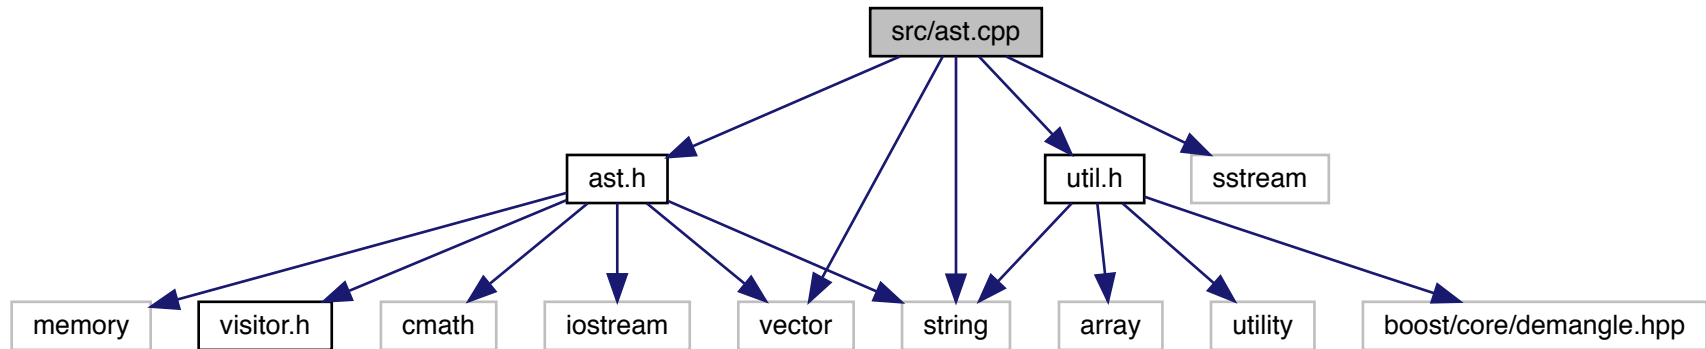 src/ast.cpp
ast.h
util.h
sstream
memory
visitor.h
cmath
iostream
vector
string
array
utility
boost/core/demangle.hpp